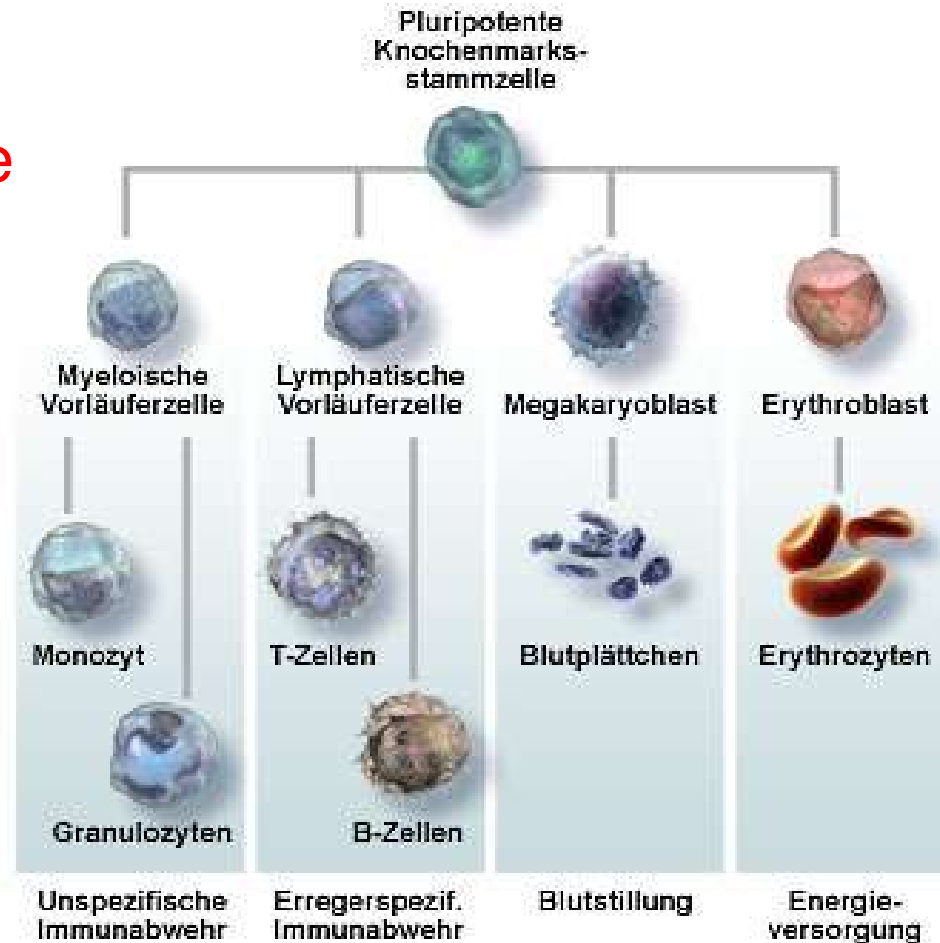 Pluripotente
Knochenmarks-
stammzelle
e
Myeloische
Vorläuferzelle
Lymphatische
Vorläuferzelle
Megakaryoblast
Erythroblast
Monozyt
T-Zellen
Blutplättchen
Erythrozyten
Granulozyten
B-Zellen
Unspezifische
Immunabwehr
Erregerspezif.
Immunabwehr
Blutstillung
Energie-
versorgung